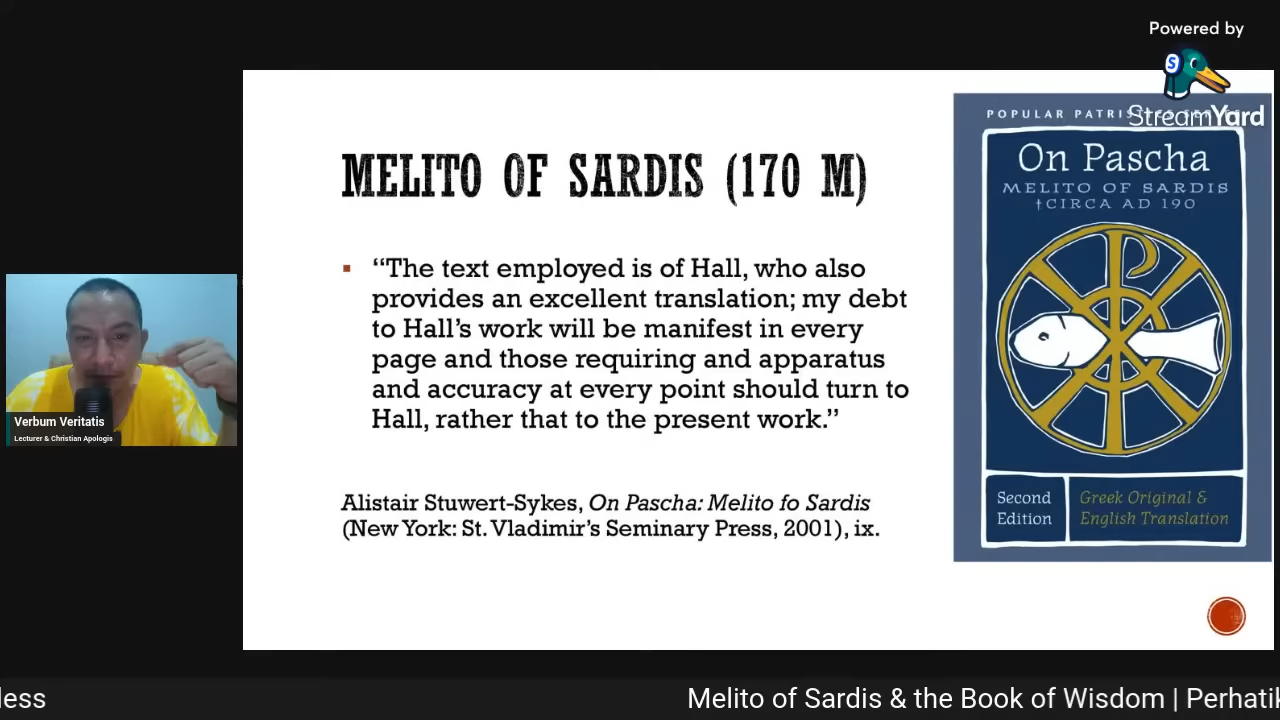 Powered by
StreamYard
MELITO OF SARDIS (170 M)
“The text employed is of Hall, who also
provides an excellent translation; my debt
to Hall’s work will be manifest in every
page and those requiring and apparatus
and accuracy at every point should turn to
Hall, rather that to the present work.”
Alistair Stuwert-Sykes, On Pascha: Melito fo Sardis
(New York: St. Vladimir’s Seminary Press, 2001), ix.
POPULAR
On Pascha
MELITO OF SARDIS
†CIRCA AD 190
Second
Edition
Greek Original &
English Translation
Verbum Veritatis
Lecturer & Christian Apologis
less
Melito of Sardis & the Book of Wisdom | Perhatik